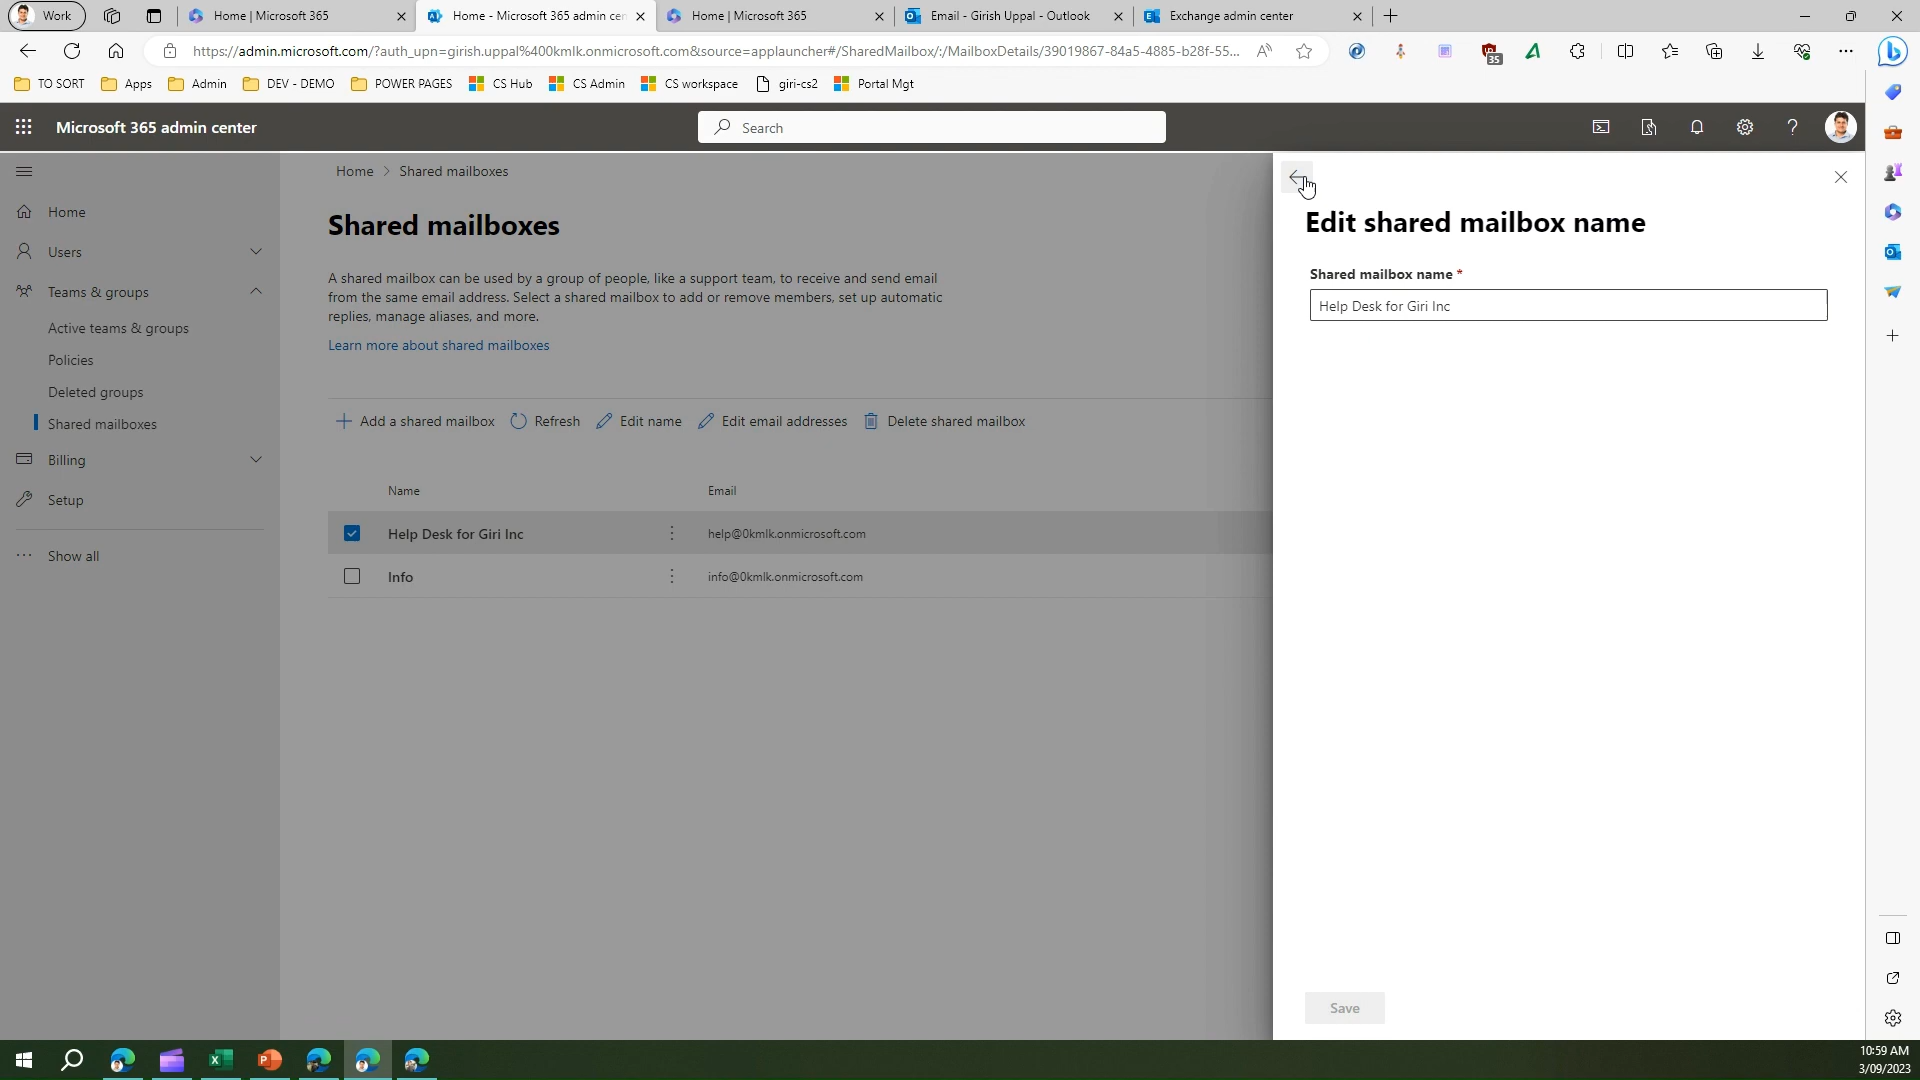 Work
Home | Microsoft 365
Home - Microsoft 365 admin cen
Home | Microsoft 365
Email - Girish Uppal - Outlook
Exchange admin center
https://admin.microsoft.com/?auth_upn=girish.uppal%400kmlk.onmicrosoft.com&source=applauncher#/SharedMailbox/:/MailboxDetails/39019867-84a5-4885-b28f-55...
35
TO SORT
Apps
Admin
DEV - DEMO
POWER PAGES
CS Hub
CS Admin
CS workspace
giri-cs2
Portal Mgt
Microsoft 365 admin center
Search
Home
Users
Teams & groups
Active teams & groups
Policies
Deleted groups
Shared mailboxes
Billing
Setup
Show all
Home > Shared mailboxes
Shared mailboxes
A shared mailbox can be used by a group of people, like a support team, to receive and send email
from the same email address. Select a shared mailbox to add or remove members, set up automatic
replies, manage aliases, and more.
Learn more about shared mailboxes
Add a shared mailbox
Refresh
Edit name
Edit email addresses
Delete shared mailbox
Name
Email
Help Desk for Giri Inc
help@0kmlk.onmicrosoft.com
Info
info@0kmlk.onmicrosoft.com
Edit shared mailbox name
Shared mailbox name *
Help Desk for Giri Inc
Save
10:59 AM
3/09/2023